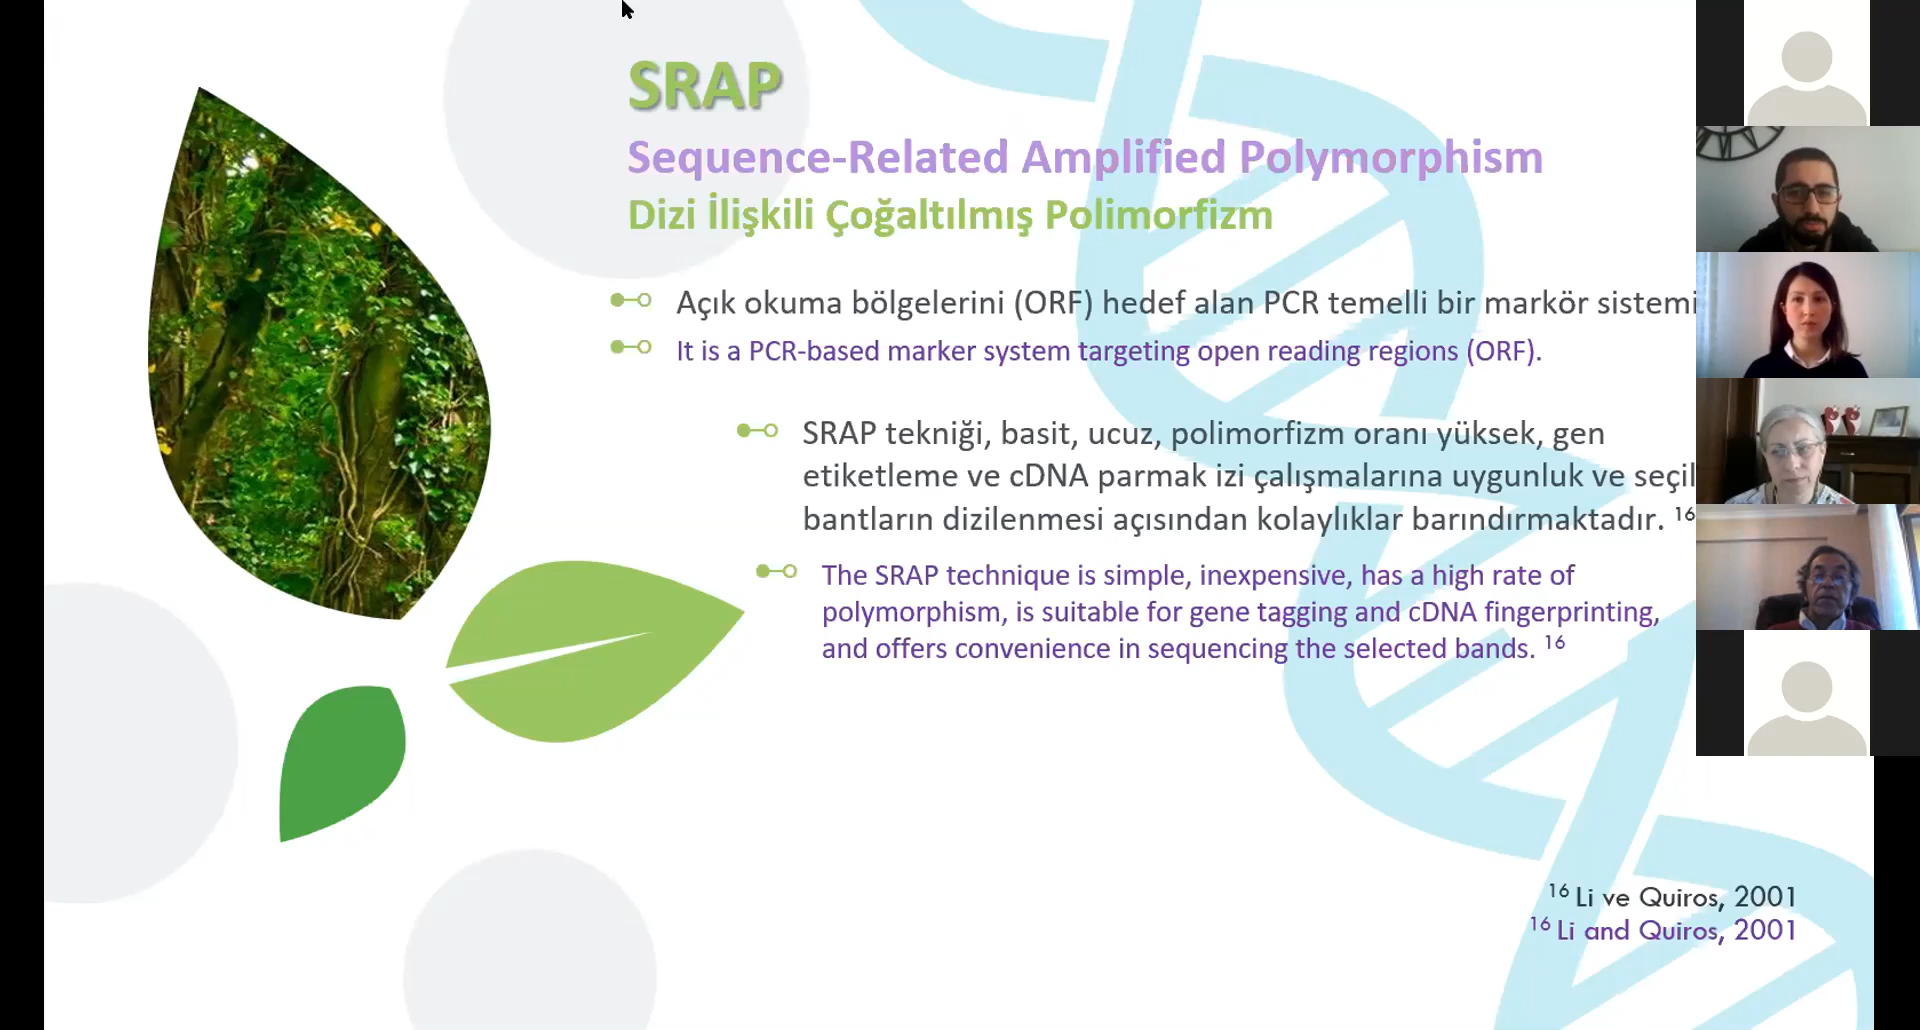 SRAP
Sequence-Related Amplified Polymorphism
Dizi İlişkili Çoğaltılmış Polimorfizm
Açık okuma bölgelerini (ORF) hedef alan PCR temelli bir markör sistemi
It is a PCR-based marker system targeting open reading regions (ORF).
SRAP tekniği, basit, ucuz, polimorfizm oranı yüksek, gen
etiketleme ve cDNA parmak izi çalışmalarına uygunluk ve
bantların dizilenmesi açısından kolaylıklar barındırmaktadır. 16
The SRAP technique is simple, inexpensive, has a high rate of
polymorphism, is suitable for gene tagging and cDNA fingerprinting,
and offers convenience in sequencing the selected bands. 16
16 Li ve Quiros, 2001
16 Li and Quiros, 2001